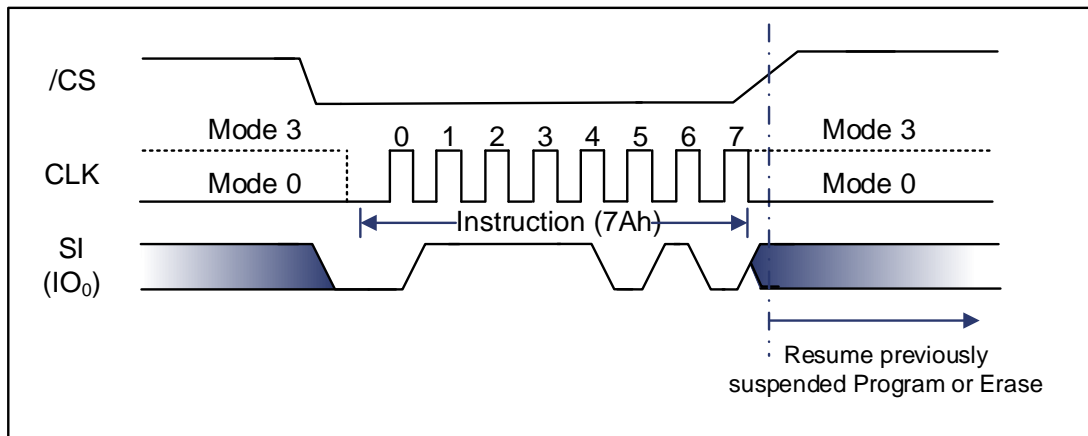 /CS
Mode 3
0 1 2 3 4 5 6 7
Mode 3
CLK
Mode 0
Mode 0
Instruction (7Ah)
SI
(IO₀)
Resume previously
suspended Program or Erase